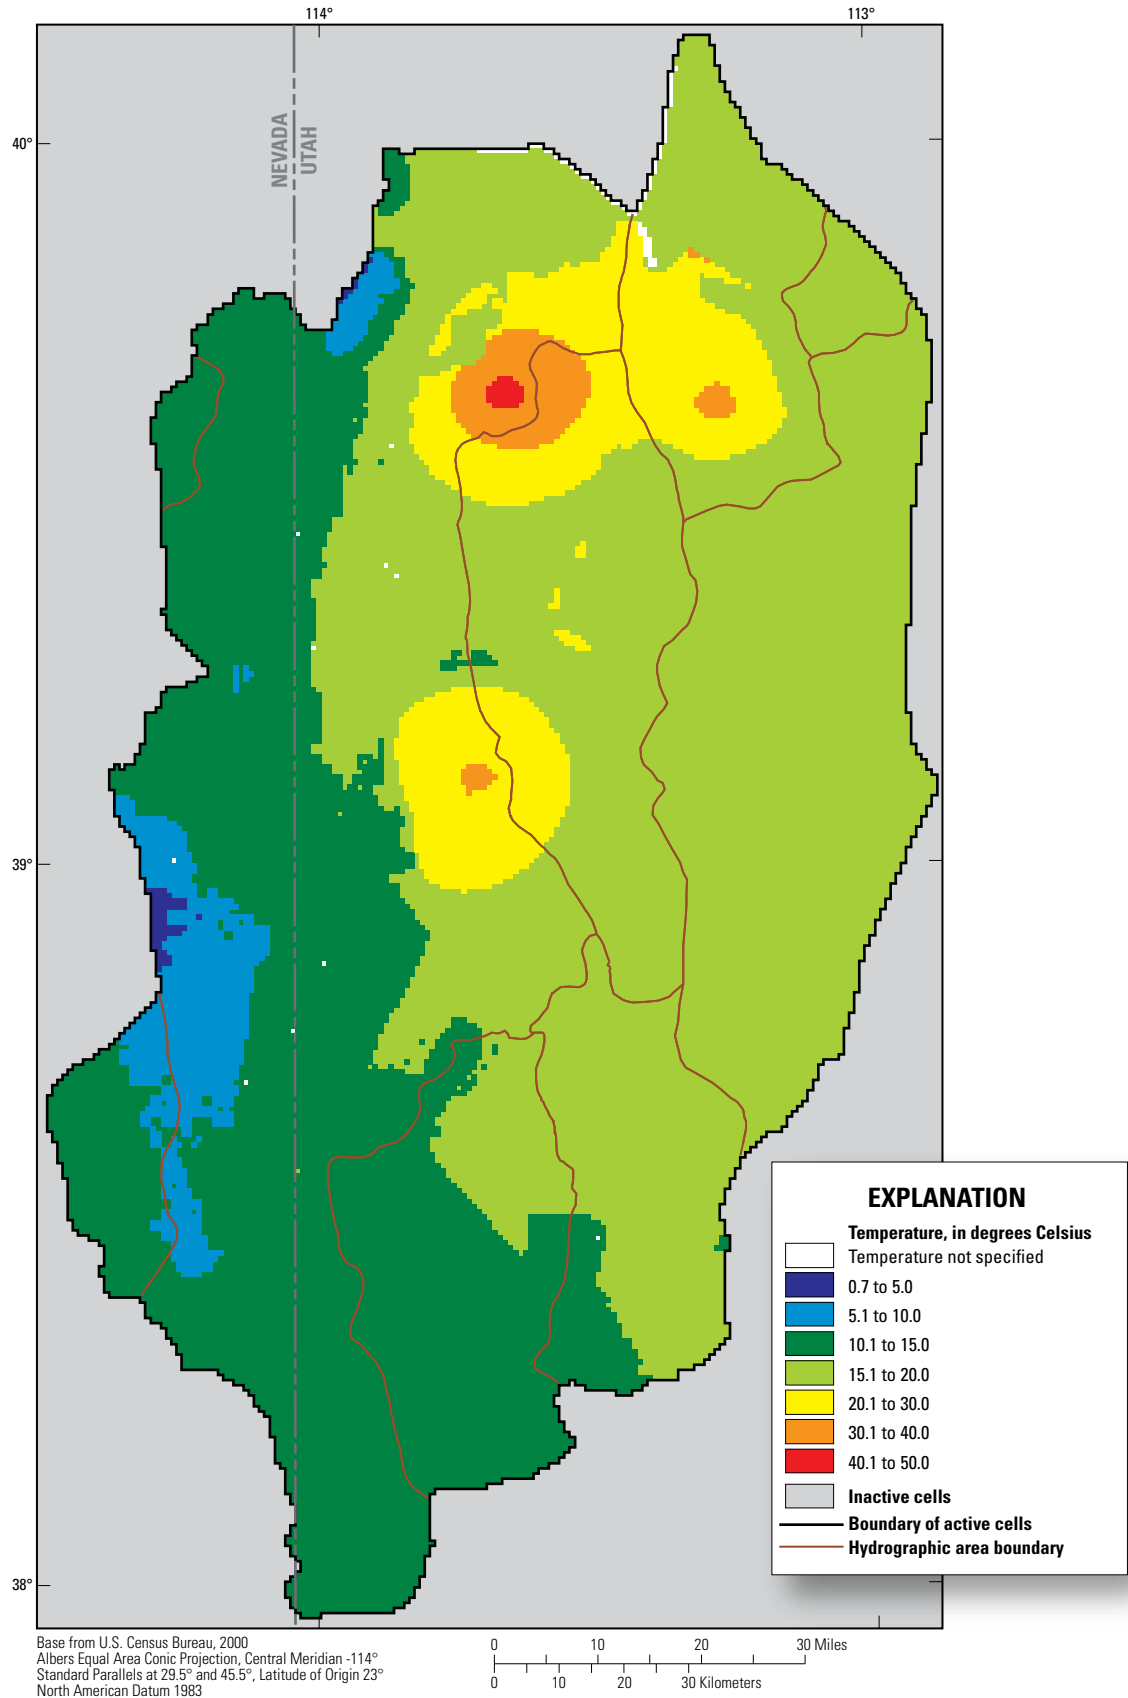 114°
113°
40°
NEVADA
UTAH
39°
EXPLANATION
Temperature, in degrees Celsius
Temperature not specified
0.7 to 5.0
5.1 to 10.0
10.1 to 15.0
15.1 to 20.0
20.1 to 30.0
30.1 to 40.0
40.1 to 50.0
Inactive cells
Boundary of active cells
Hydrographic area boundary
38°
Base from U.S. Census Bureau, 2000
Albers Equal Area Conic Projection, Central Meridian -114°
Standard Parallels at 29.5° and 45.5°, Latitude of Origin 23°
North American Datum 1983
0 10 20 30 Miles
0 10 20 30 Kilometers